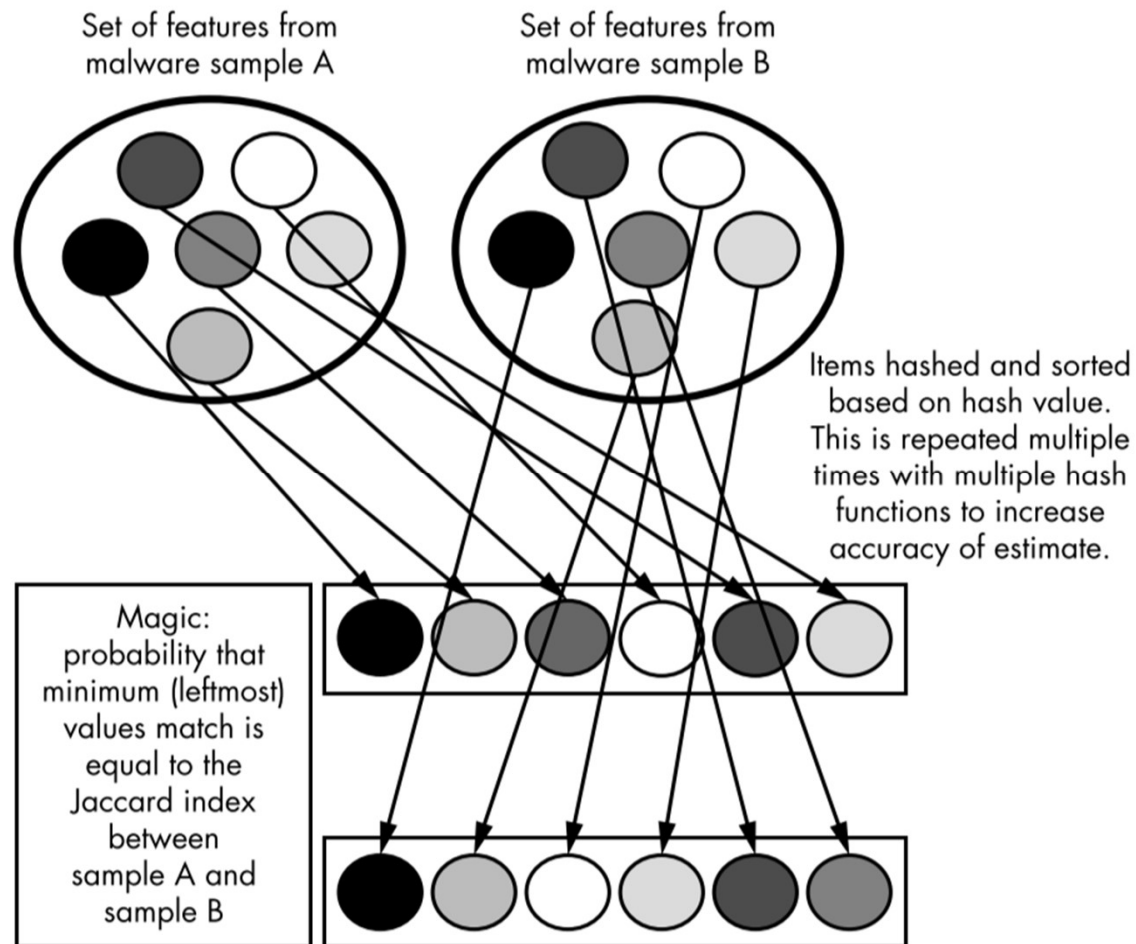 Set of features from
malware sample A
Set of features from
malware sample B
Items hashed and sorted
based on hash value.
This is repeated multiple
times with multiple hash
functions to increase
accuracy of estimate.
Magic:
probability that
minimum (leftmost)
values match is
equal to the
Jaccard index
between
sample A and
sample B